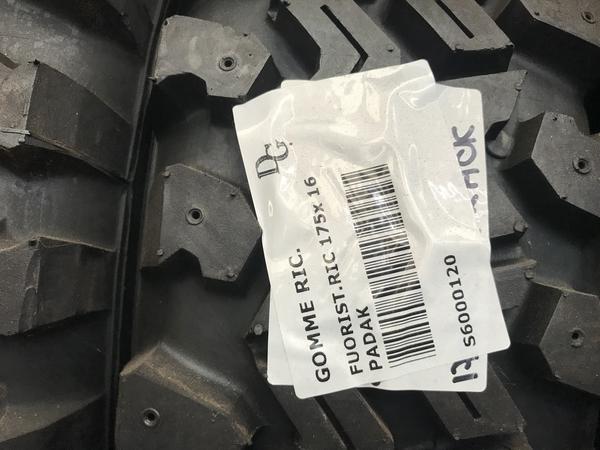 DG
GOMME RIC.
FUORIST.RIC 175X 16
PADAK
S6000120